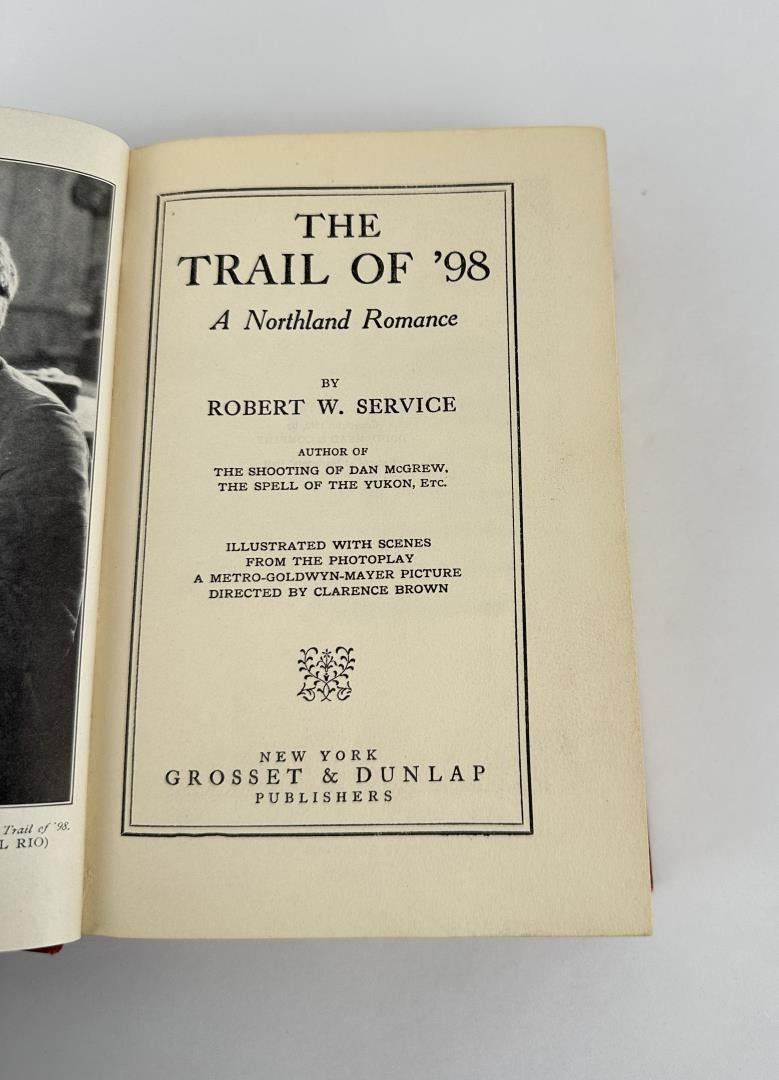 THE
TRAIL OF '98
A Northland Romance
BY
ROBERT W. SERVICE
AUTHOR OF
THE SHOOTING OF DAN McGREW,
THE SPELL OF THE YUKON, ETC.
ILLUSTRATED WITH SCENES
FROM THE PHOTOPLAY
A METRO-GOLDWYN-MAYER PICTURE
DIRECTED BY CLARENCE BROWN
NEW YORK
GROSSET & DUNLAP
PUBLISHERS
Trail of '98.
L RIO)